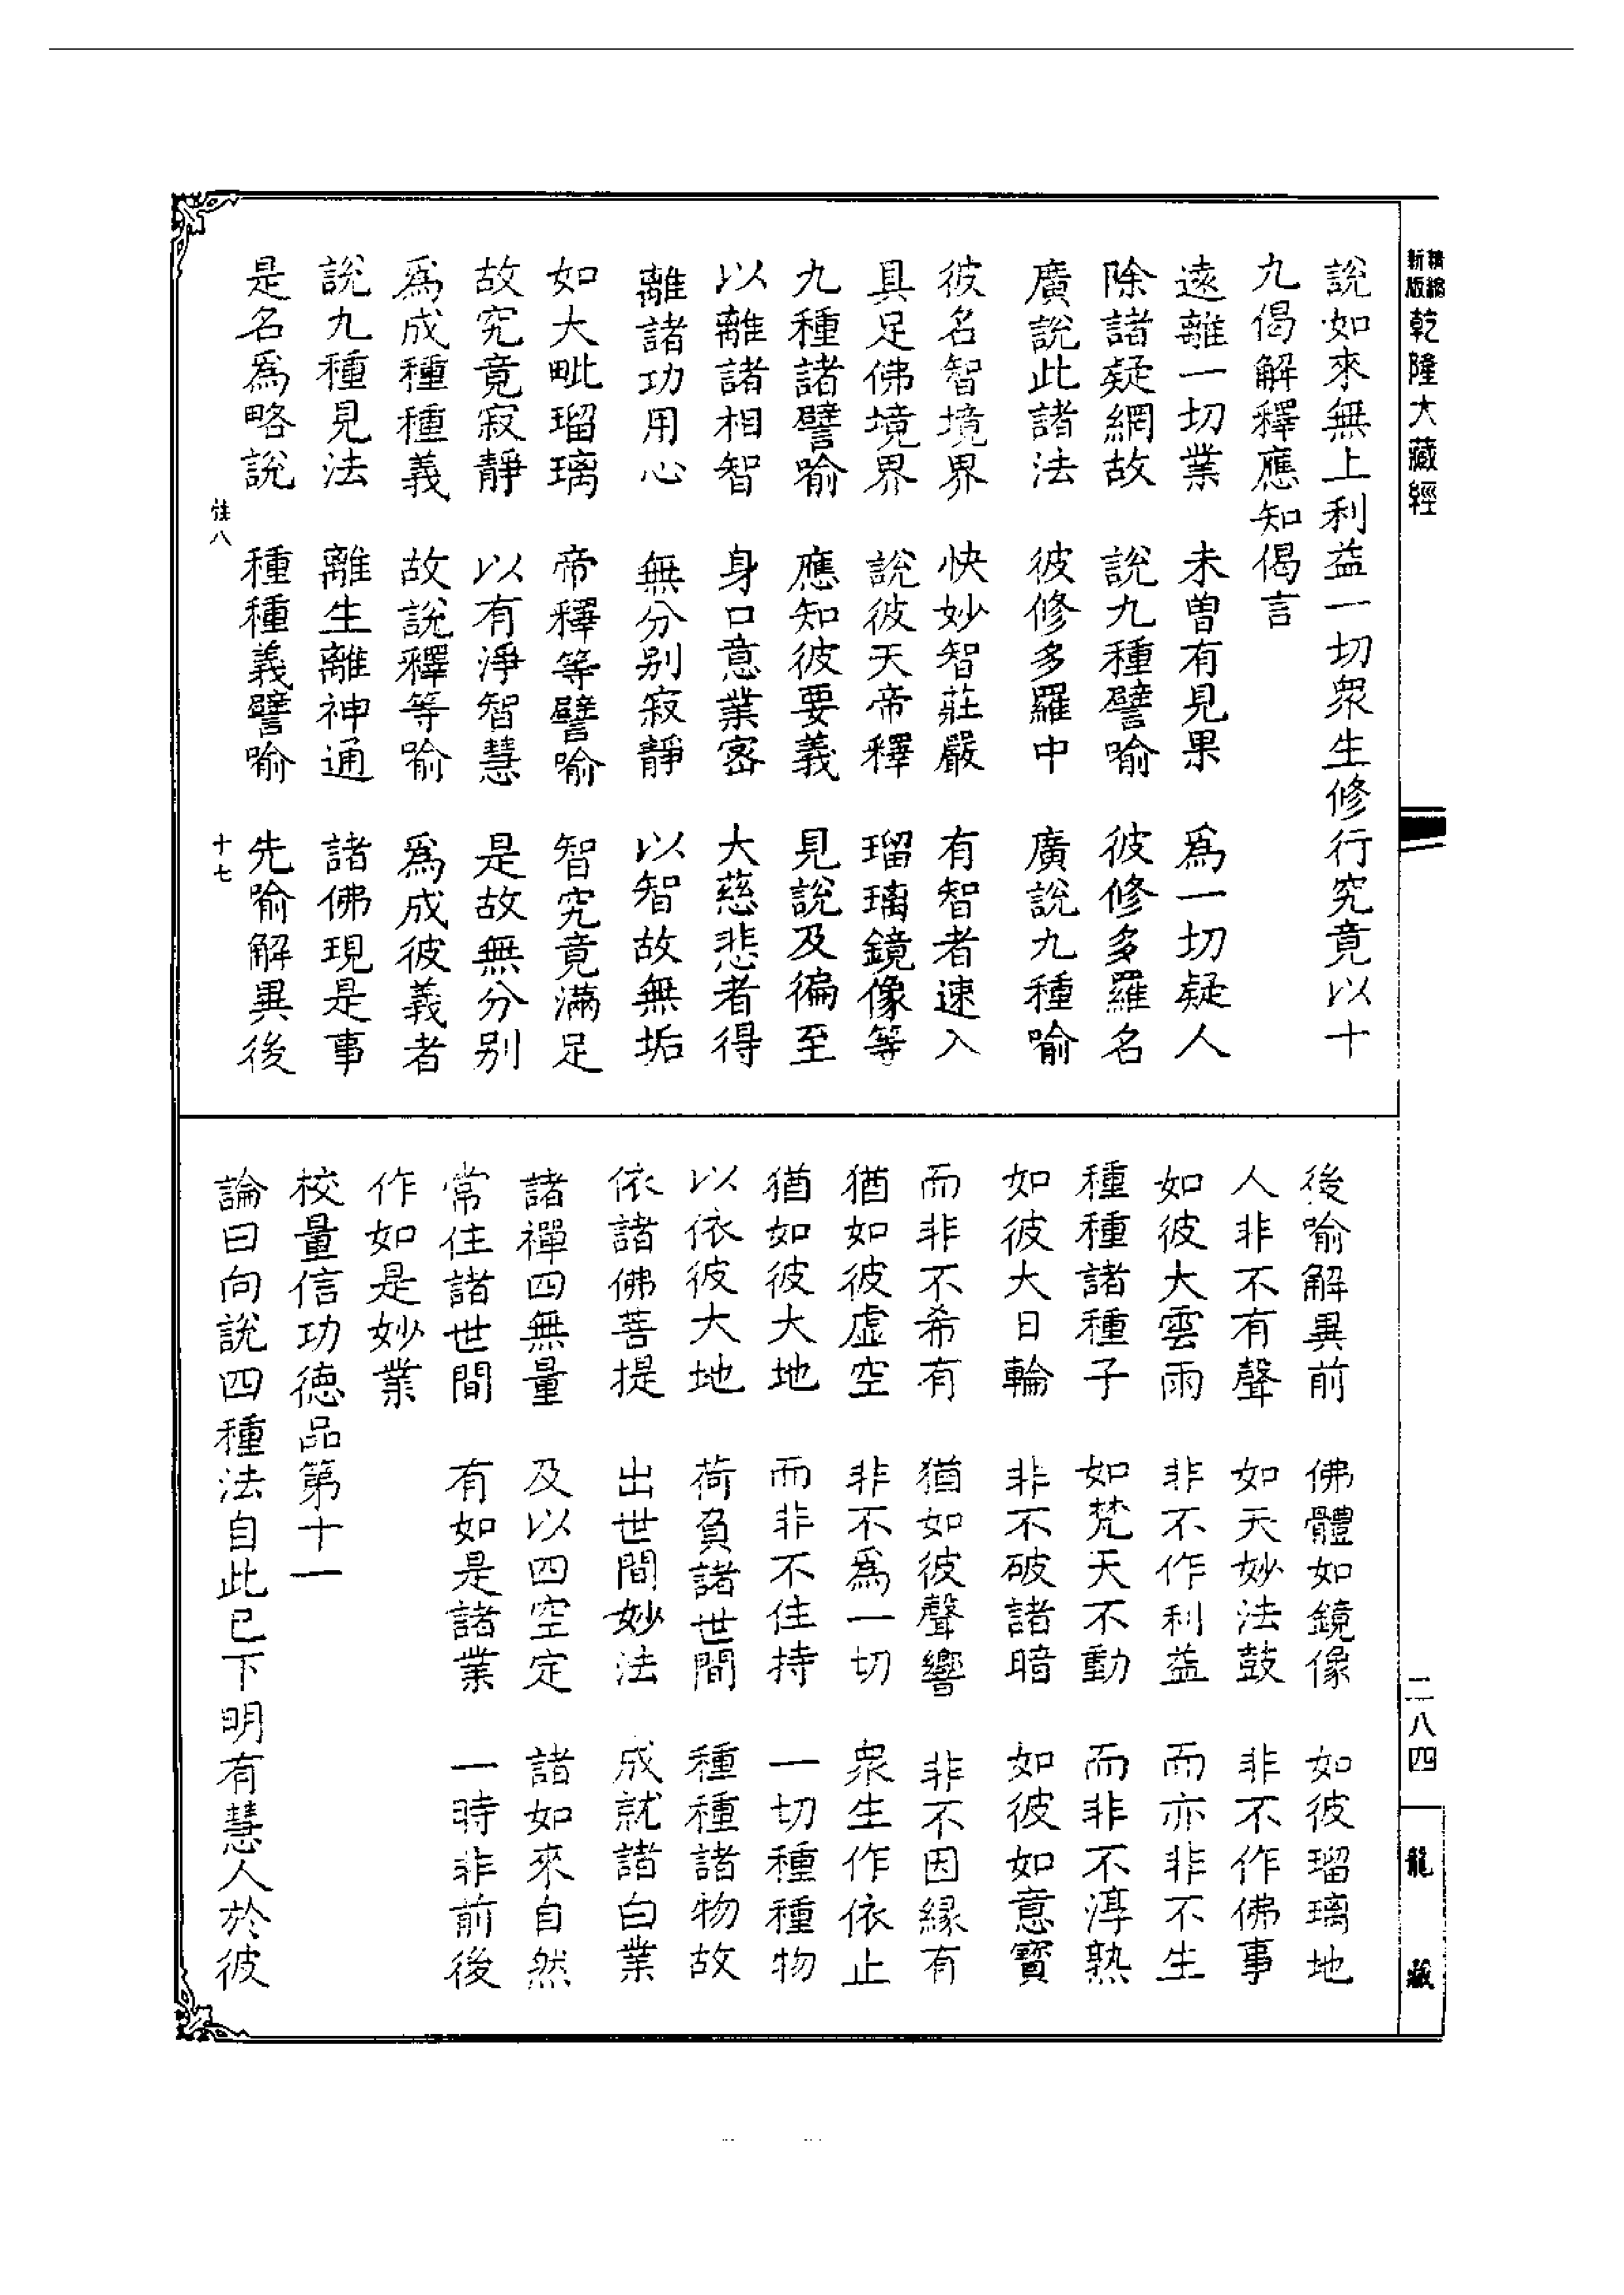 精縮
新版
乾隆大藏經
說如來無上利益一切眾生修行究竟以十
九偈解釋應知偈言
遠離一切業 未曾有見果 為一切疑人
除諸疑網故 說九種譬喻 彼修多羅名
廣說此諸法 彼修多羅中 廣說九種喻
彼名智境界 快妙智莊嚴 有智者速入
具足佛境界 說彼天帝釋 瑠璃鏡像等
九種諸譬喻 應知彼要義 見說及徧至
以離諸相智 身口意業密 大慈悲者得
離諸功用心 無分別寂靜 以智故無垢
如大毗瑠璃 帝釋等譬喻 智究竟滿足
故究竟寂靜 以有淨智慧 是故無分別
為成種種義 故說釋等喻 為成彼義者
說九種見法 離生離神通 諸佛現是事
是名為略說 種種義譬喻 先喻解異後
八 十七
後喻解異前 佛體如鏡像 如彼瑠璃地
人非不有聲 如天妙法鼓 非不作佛事
如彼大雲雨 非不作利益 而亦非不生
種種諸種子 如梵天不動 而非不淳熟
如彼大日輪 非不破諸暗 如彼如意寶
而非不希有 猶如彼聲響 非不因緣有
猶如彼虛空 非不為一切 眾生作依止
猶如彼大地 而非不住持 一切種種物
以依彼大地 荷負諸世間 種種諸物故
依諸佛菩提 出世間妙法 成就諸白業
諸禪四無量 及以四空定 諸如來自然
常住諸世間 有如是諸業 一時非前後
作如是妙業
校量信功德品第十一
論曰向說四種法自此已下明有慧人於彼
二八四
龍藏